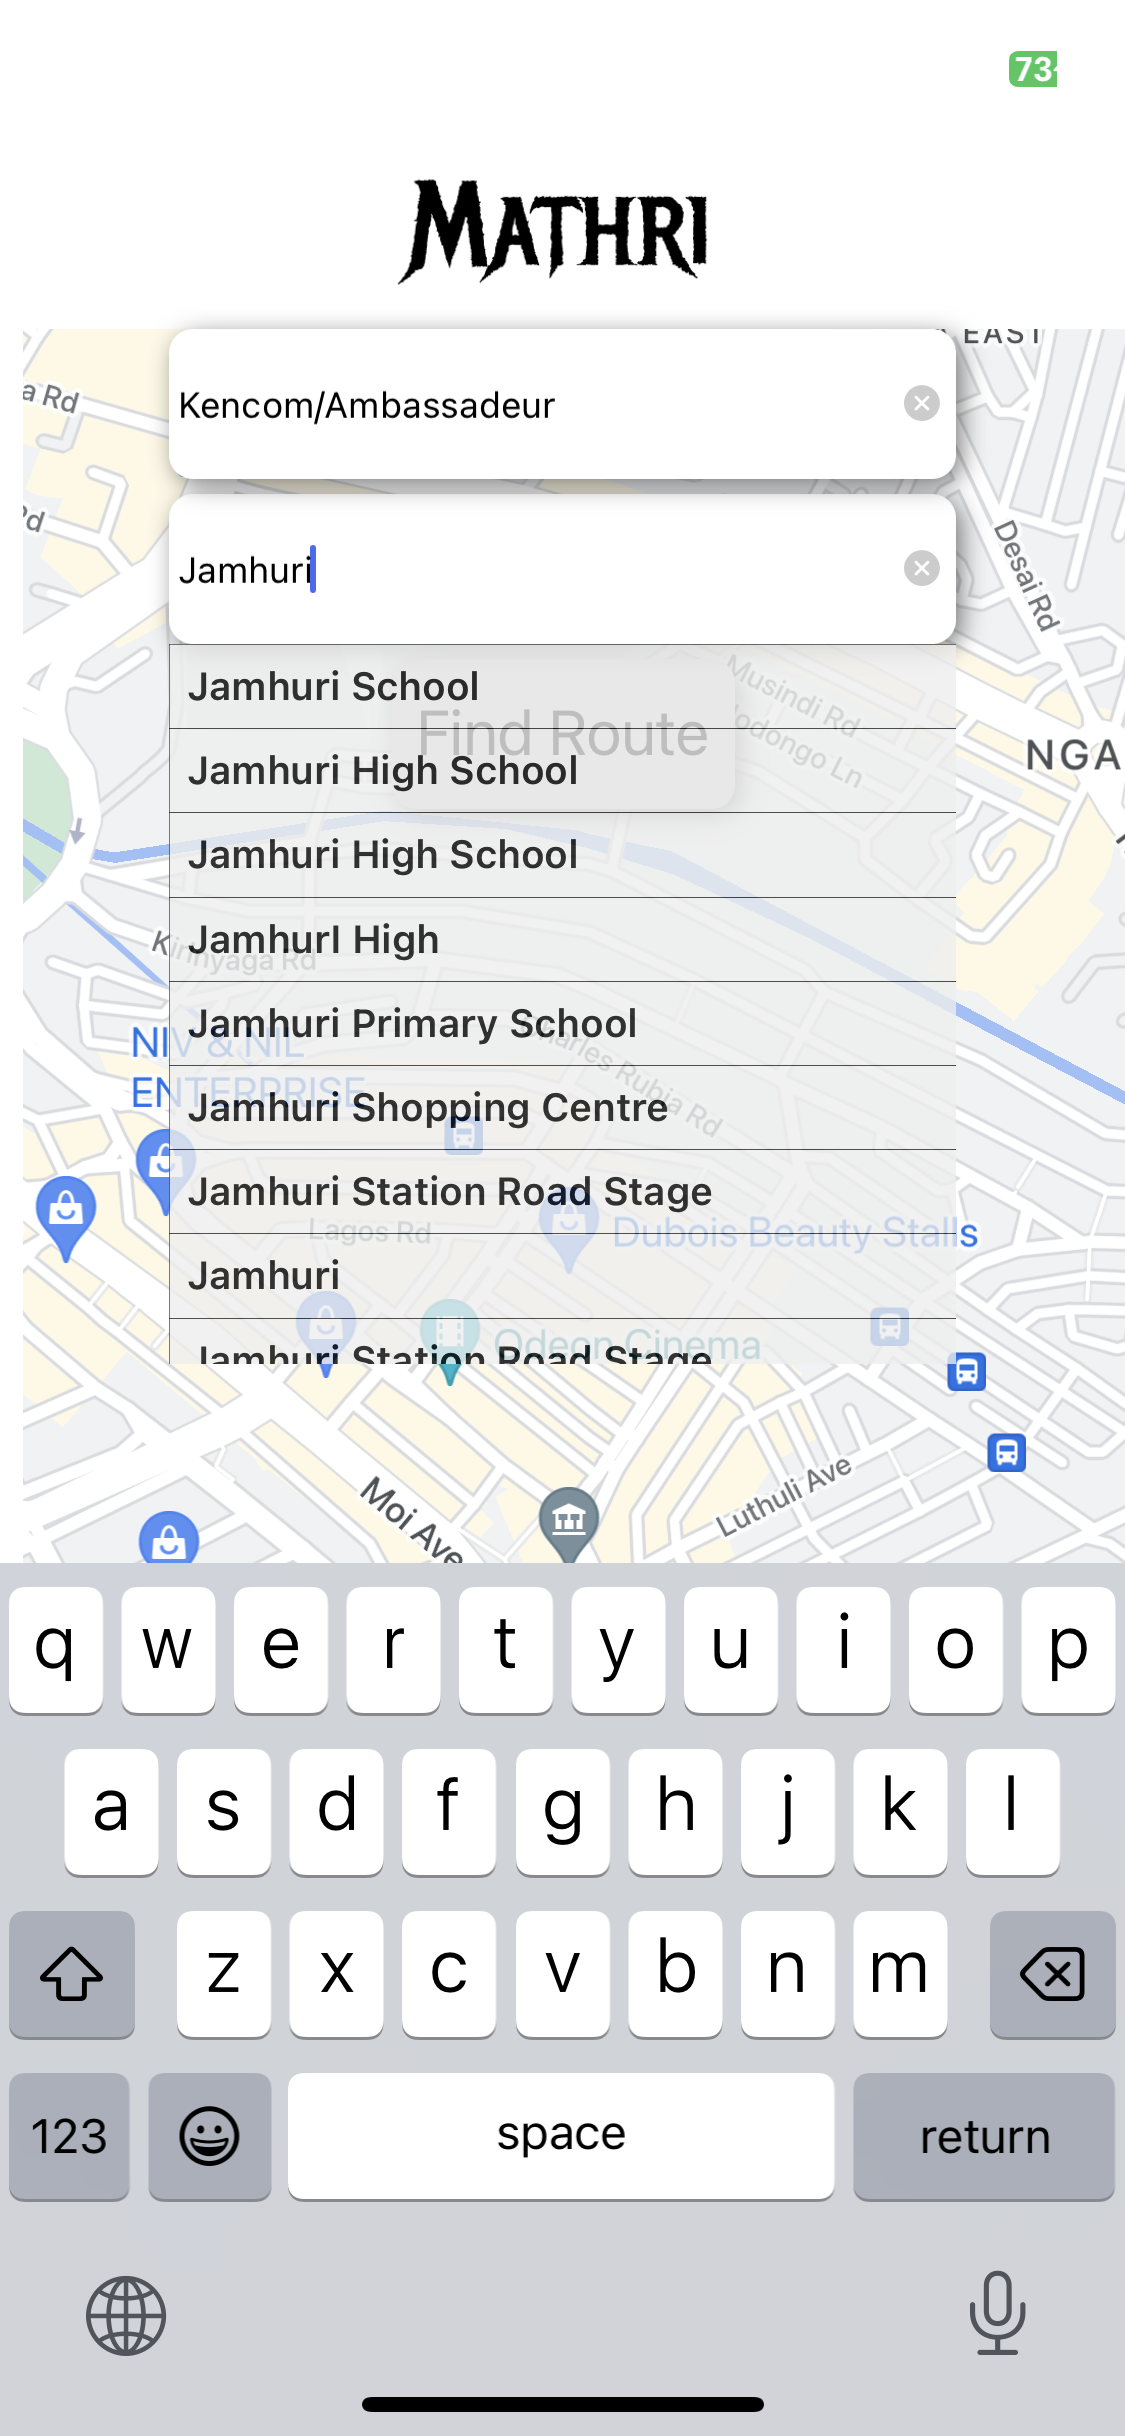 73
MATHRI
EAST
a Rd
Kencom/Ambassadeur
Rd
Desai Rd
Jamhuri
Jamhuri School
Musindi Rd
Find Route
Odongo Ln
NGA
Jamhuri High School
Jamhuri High School
JamhurI High
Kirinyaga Rd
Jamhuri Primary School
NIV & NIL
ENTERPRISE
Charles Rubia Rd
Jamhuri Shopping Centre
Jamhuri Station Road Stage
Lagos Rd
Dubois Beauty Stalls
Jamhuri
Odeon Cinema
Jamhuri Station Road Stage
Moi Ave
Luthuli Ave
q w e r t y u i o p
a s d f g h j k l
z x c v b n m
123 space return